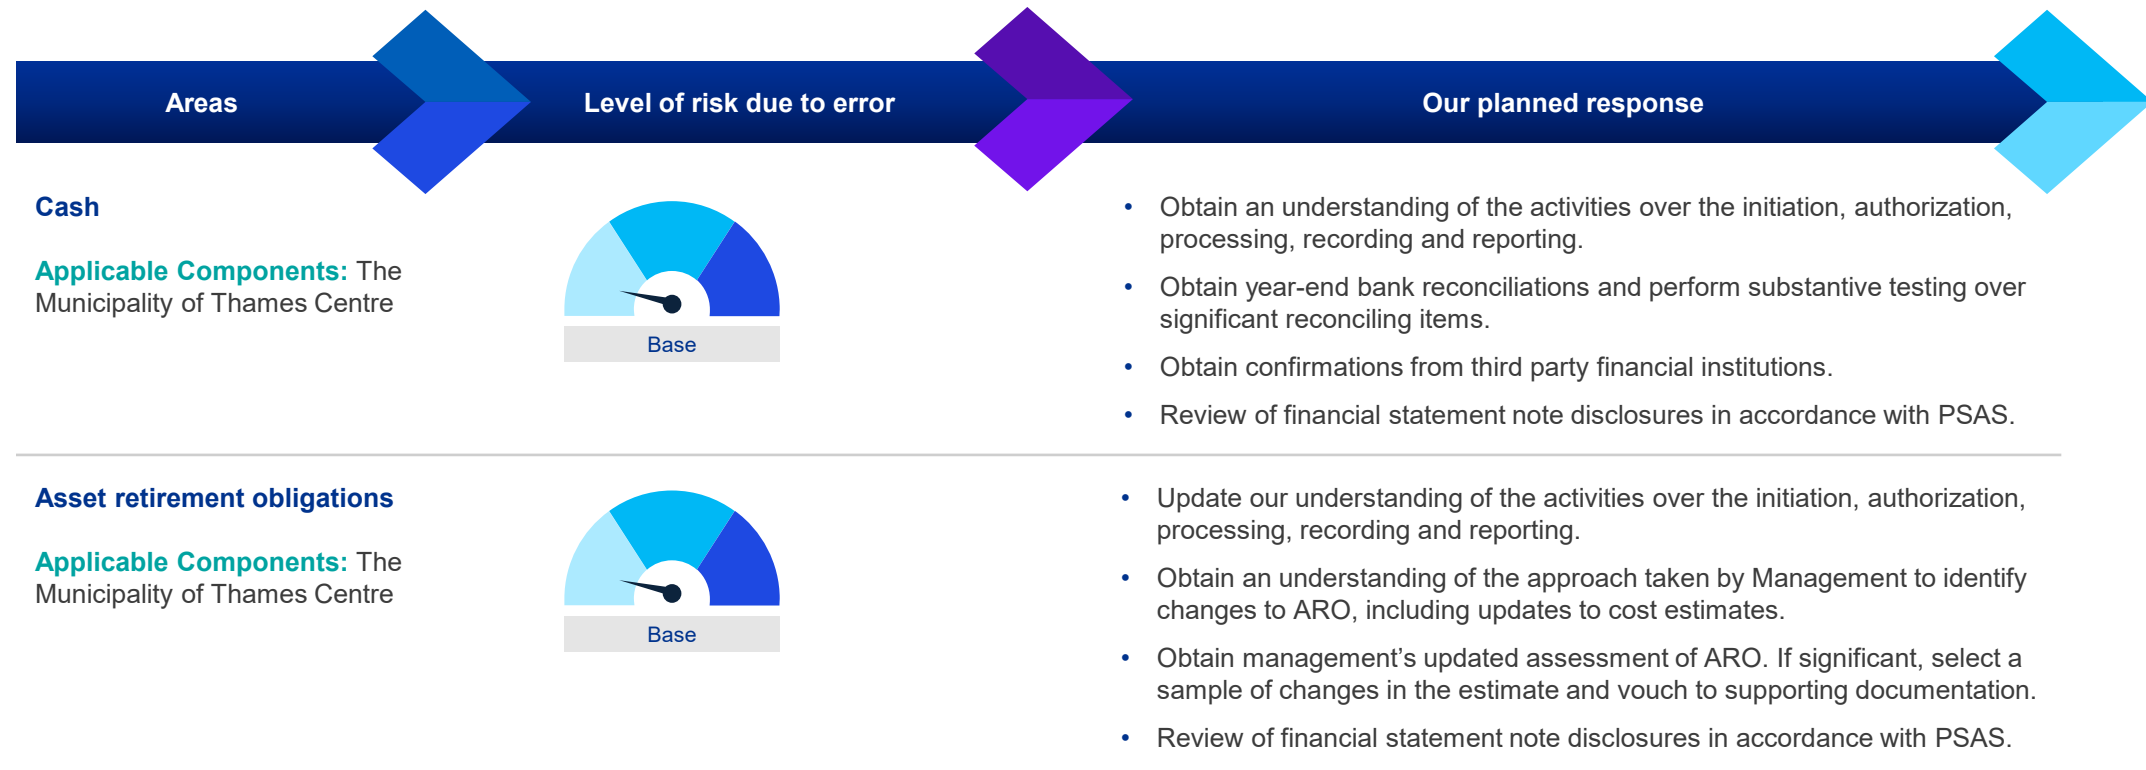 Areas
Level of risk due to error
Our planned response
Cash
Applicable Components: The
Municipality of Thames Centre
Base
• Obtain an understanding of the activities over the initiation, authorization,
processing, recording and reporting.
• Obtain year-end bank reconciliations and perform substantive testing over
significant reconciling items.
• Obtain confirmations from third party financial institutions.
• Review of financial statement note disclosures in accordance with PSAS.
Asset retirement obligations
Applicable Components: The
Municipality of Thames Centre
Base
• Update our understanding of the activities over the initiation, authorization,
processing, recording and reporting.
• Obtain an understanding of the approach taken by Management to identify
changes to ARO, including updates to cost estimates.
• Obtain management’s updated assessment of ARO. If significant, select a
sample of changes in the estimate and vouch to supporting documentation.
• Review of financial statement note disclosures in accordance with PSAS.